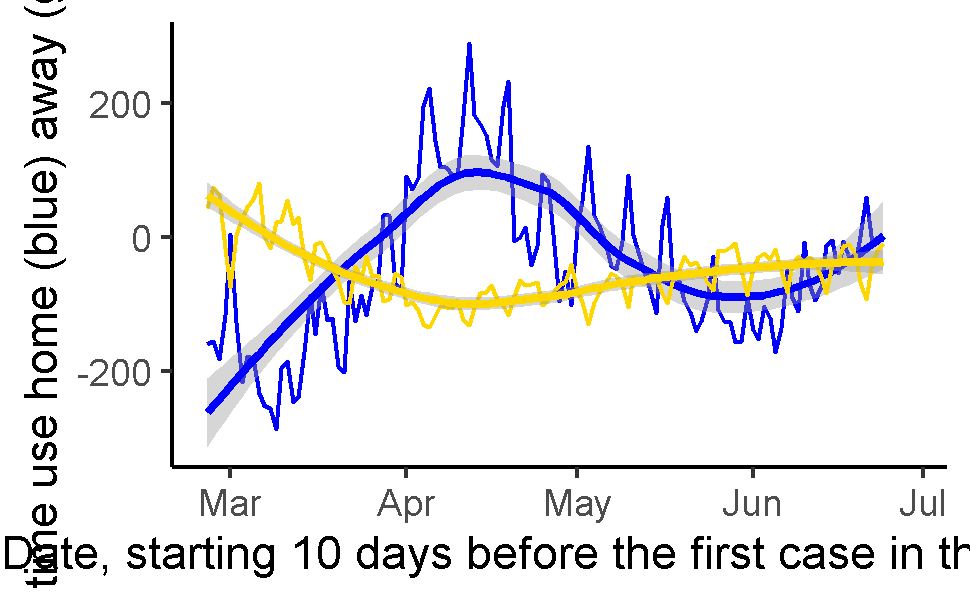 time use home (blue) away (
200
0
-200
Mar Apr May Jun Jul
Date, starting 10 days before the first case in